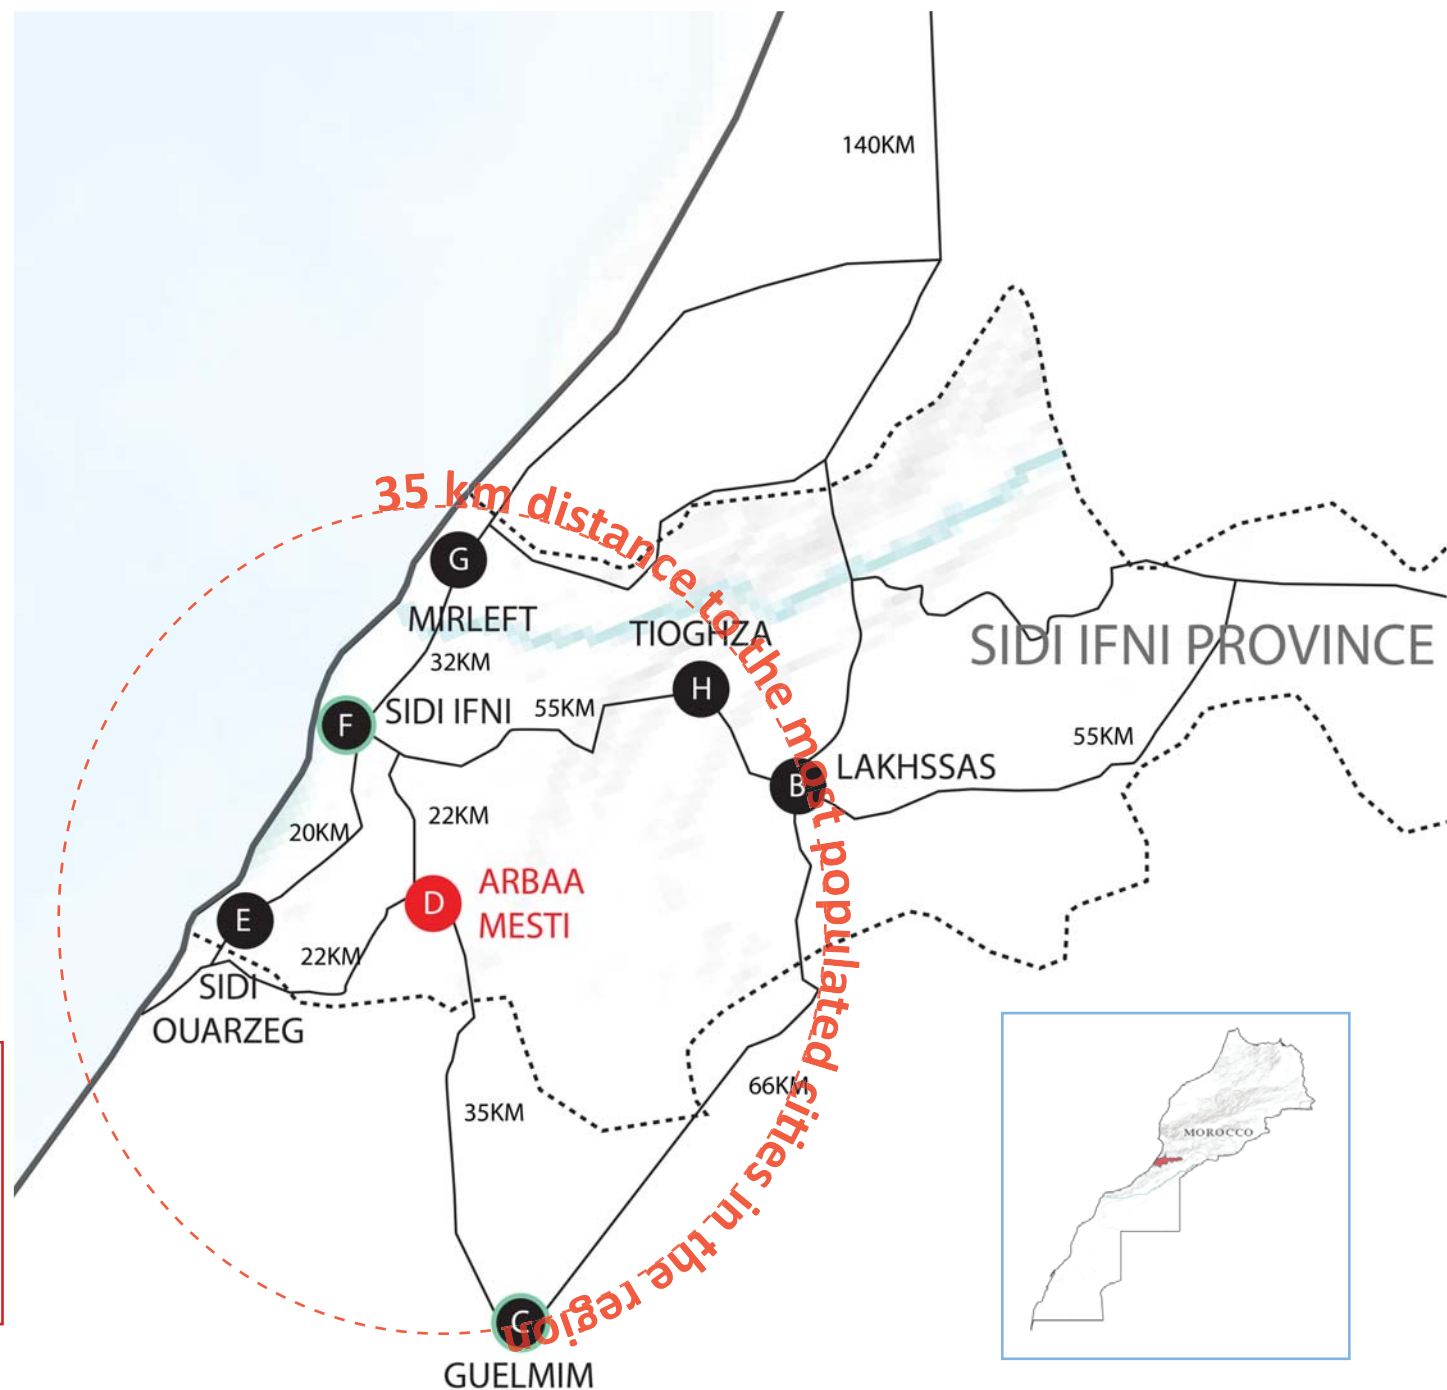 140KM
35 km distance to the most populated cities in the region
G
MIRLEFT
TIOGHZA
32KM
H
SIDI IFNI PROVINCE
F
SIDI IFNI
55KM
55KM
B
LAKHSSAS
20KM
22KM
D
ARBAA
MESTI
E
22KM
SIDI
OUARZEG
35KM
66KM
MOROCCO
C
GUELMIM